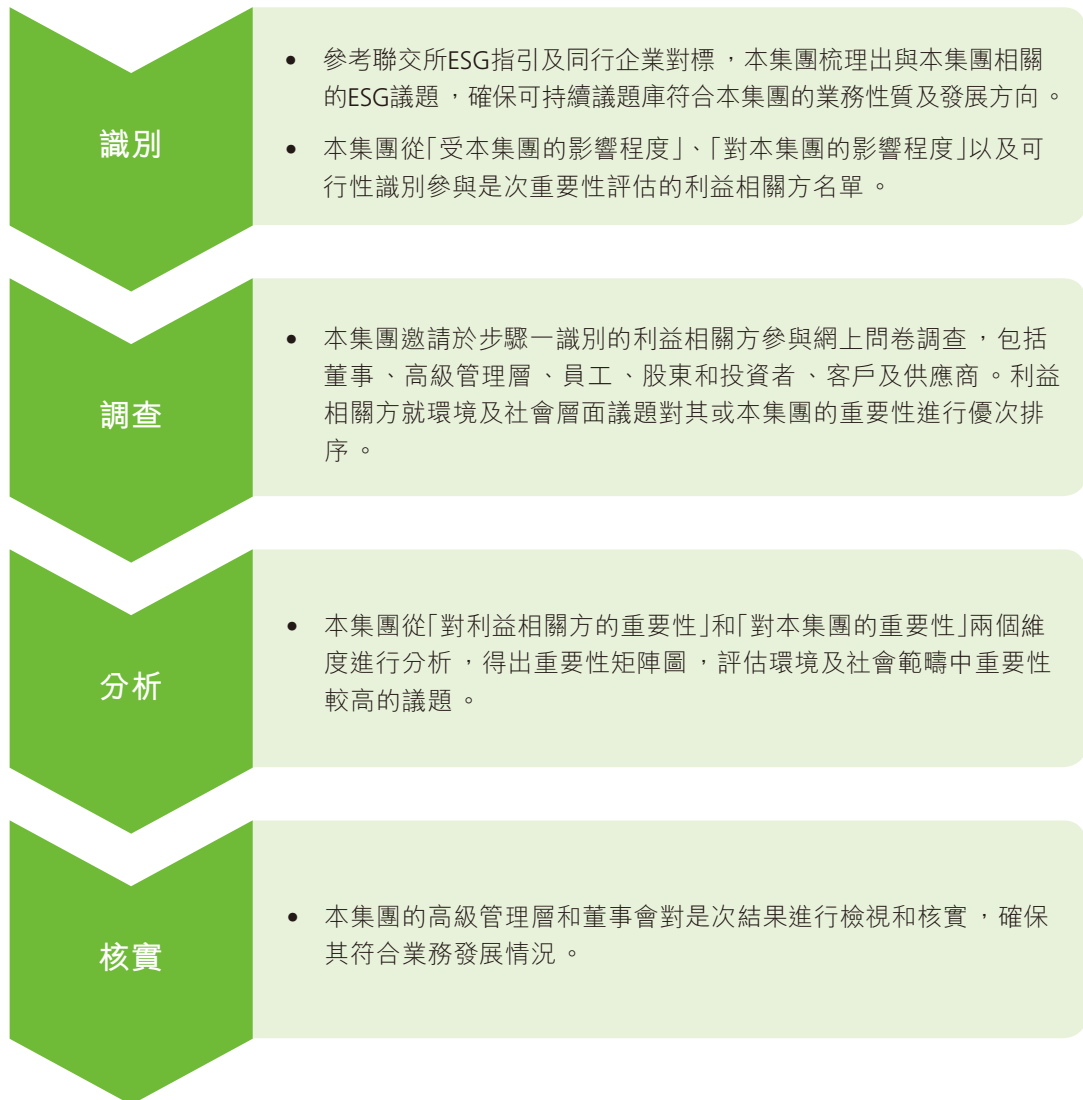 識別
• 參考聯交所ESG指引及同行企業對標，本集團梳理出與本集團相關
的ESG議題，確保可持續議題庫符合本集團的業務性質及發展方向。
• 本集團從「受本集團的影響程度」、「對本集團的影響程度」以及可
行性識別參與是次重要性評估的利益相關方名單。
調查
• 本集團邀請於步驟一識別的利益相關方參與網上問卷調查，包括
董事、高級管理層、員工、股東和投資者、客戶及供應商。利益
相關方就環境及社會層面議題對其或本集團的重要性進行優次排
序。
分析
• 本集團從「對利益相關方的重要性」和「對本集團的重要性」兩個維
度進行分析，得出重要性矩陣圖，評估環境及社會範疇中重要性
較高的議題。
核實
• 本集團的高級管理層和董事會對是次結果進行檢視和核實，確保
其符合業務發展情況。